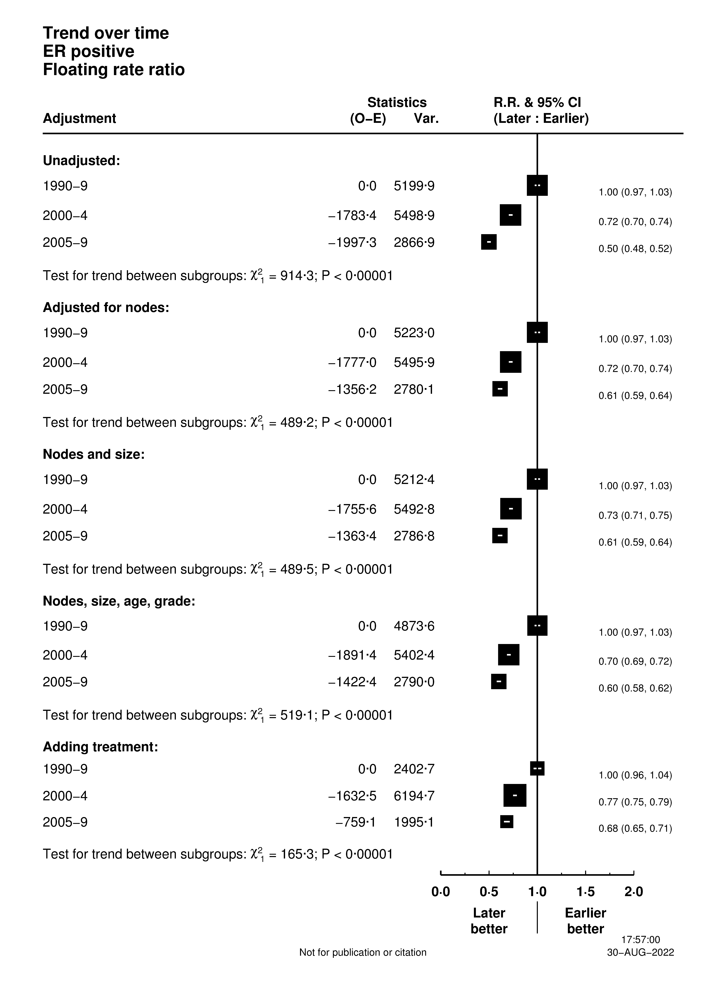 Trend over time
ER positive
Floating rate ratio
Statistics R.R. & 95% CI
Adjustment (O–E) Var. (Later : Earlier)
Unadjusted:
1990–9 0·0 5199·9 1.00 (0.97, 1.03)
2000–4 –1783·4 5498·9 0.72 (0.70, 0.74)
2005–9 –1997·3 2866·9 0.50 (0.48, 0.52)
Test for trend between subgroups: χ²₁ = 914·3; P < 0·00001
Adjusted for nodes:
1990–9 0·0 5223·0 1.00 (0.97, 1.03)
2000–4 –1777·0 5495·9 0.72 (0.70, 0.74)
2005–9 –1356·2 2780·1 0.61 (0.59, 0.64)
Test for trend between subgroups: χ²₁ = 489·2; P < 0·00001
Nodes and size:
1990–9 0·0 5212·4 1.00 (0.97, 1.03)
2000–4 –1755·6 5492·8 0.73 (0.71, 0.75)
2005–9 –1363·4 2786·8 0.61 (0.59, 0.64)
Test for trend between subgroups: χ²₁ = 489·5; P < 0·00001
Nodes, size, age, grade:
1990–9 0·0 4873·6 1.00 (0.97, 1.03)
2000–4 –1891·4 5402·4 0.70 (0.69, 0.72)
2005–9 –1422·4 2790·0 0.60 (0.58, 0.62)
Test for trend between subgroups: χ²₁ = 519·1; P < 0·00001
Adding treatment:
1990–9 0·0 2402·7 1.00 (0.96, 1.04)
2000–4 –1632·5 6194·7 0.77 (0.75, 0.79)
2005–9 –759·1 1995·1 0.68 (0.65, 0.71)
Test for trend between subgroups: χ²₁ = 165·3; P < 0·00001
0·0 0·5 1·0 1·5 2·0
Later Earlier
better better
17:57:00
Not for publication or citation 30–AUG–2022